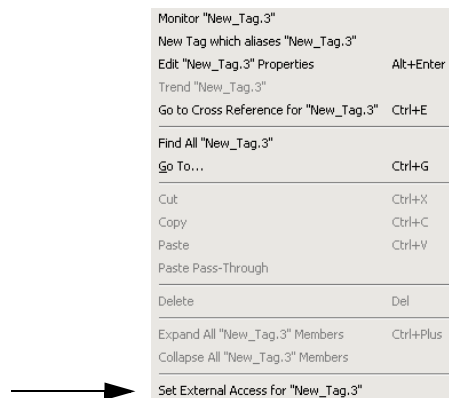 Monitor "New_Tag.3"
New Tag which aliases "New_Tag.3"
Edit "New_Tag.3" Properties Alt+Enter
Trend "New_Tag.3"
Go to Cross Reference for "New_Tag.3" Ctrl+E
Find All "New_Tag.3"
Go To... Ctrl+G
Cut Ctrl+X
Copy Ctrl+C
Paste Ctrl+V
Paste Pass-Through
Delete Del
Expand All "New_Tag.3" Members Ctrl+Plus
Collapse All "New_Tag.3" Members
Set External Access for "New_Tag.3"